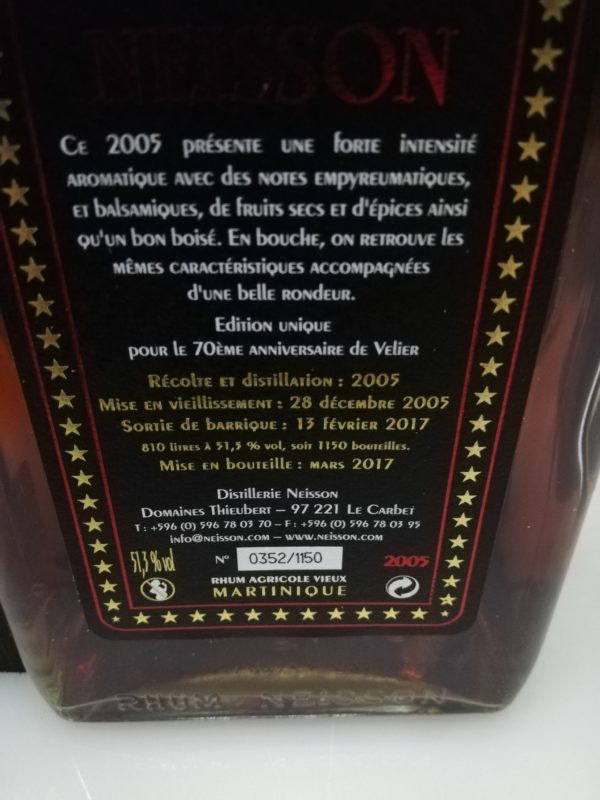 NEISSON
Ce 2005 présente une forte intensité
aromatique avec des notes empyreumatiques,
et balsamiques, de fruits secs et d'épices ainsi
qu'un bon boisé. En bouche, on retrouve les
mêmes caractéristiques accompagnées
d'une belle rondeur.
Edition unique
pour le 70ème anniversaire de Velier
Récolte et distillation : 2005
Mise en vieillissement : 28 décembre 2005
Sortie de barrique : 13 février 2017
810 litres à 51,3 % vol, soit 1150 bouteilles.
Mise en bouteille : mars 2017
Distillerie Neisson
Domaines Thieubert – 97 221 Le Carbet
T : +596 (0) 596 78 03 70 – F : +596 (0) 596 78 03 95
info@neisson.com – www.neisson.com
51,3 % vol
N° 0352/1150
2005
RHUM AGRICOLE VIEUX
MARTINIQUE
RHUM NEISSON